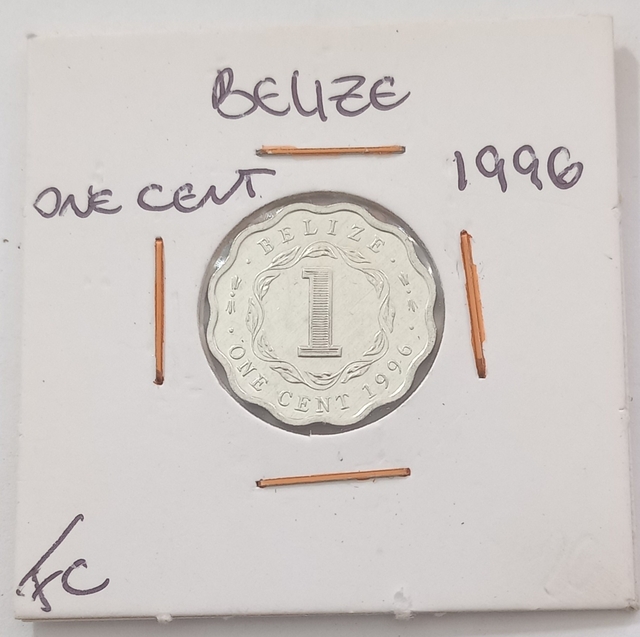 BELIZE
ONE CENT
1996
· BELIZE ·
1
· ONE CENT 1996 ·
FC